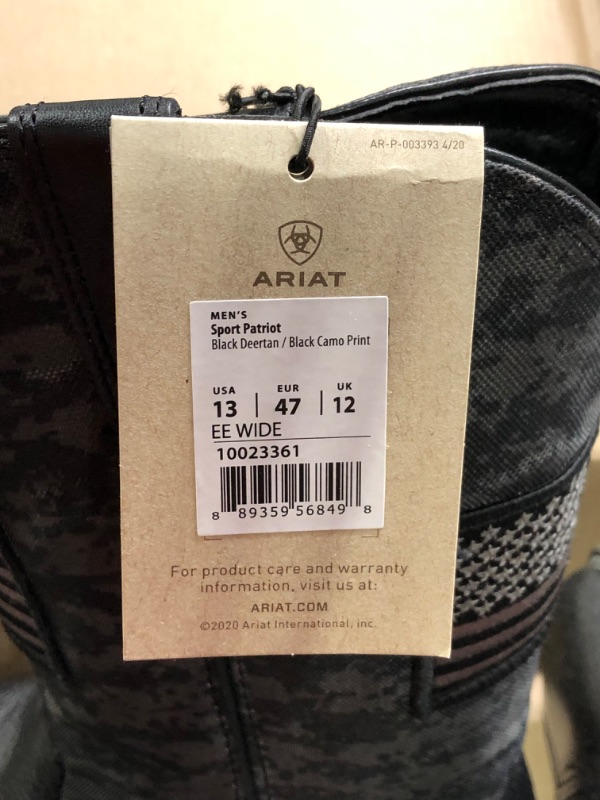 AR-P-003393 4/20
ARIAT
MEN'S
Sport Patriot
Black Deertan / Black Camo Print
USA EUR UK
13 | 47 | 12
EE WIDE
10023361
8 89359 56849 8
For product care and warranty
information, visit us at:
ARIAT.COM
©2020 Ariat International, inc.